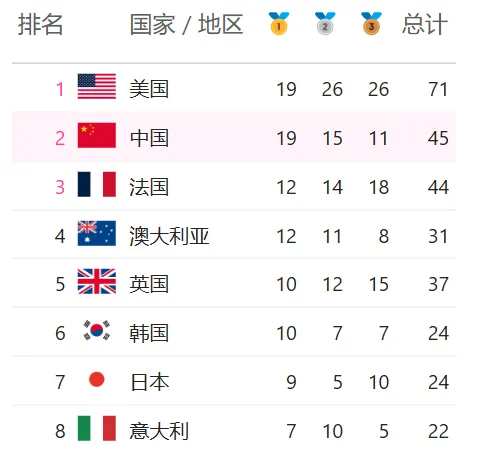 排名 国家 / 地区 1 2 3 总计
1 美国 19 26 26 71
2 中国 19 15 11 45
3 法国 12 14 18 44
4 澳大利亚 12 11 8 31
5 英国 10 12 15 37
6 韩国 10 7 7 24
7 日本 9 5 10 24
8 意大利 7 10 5 22